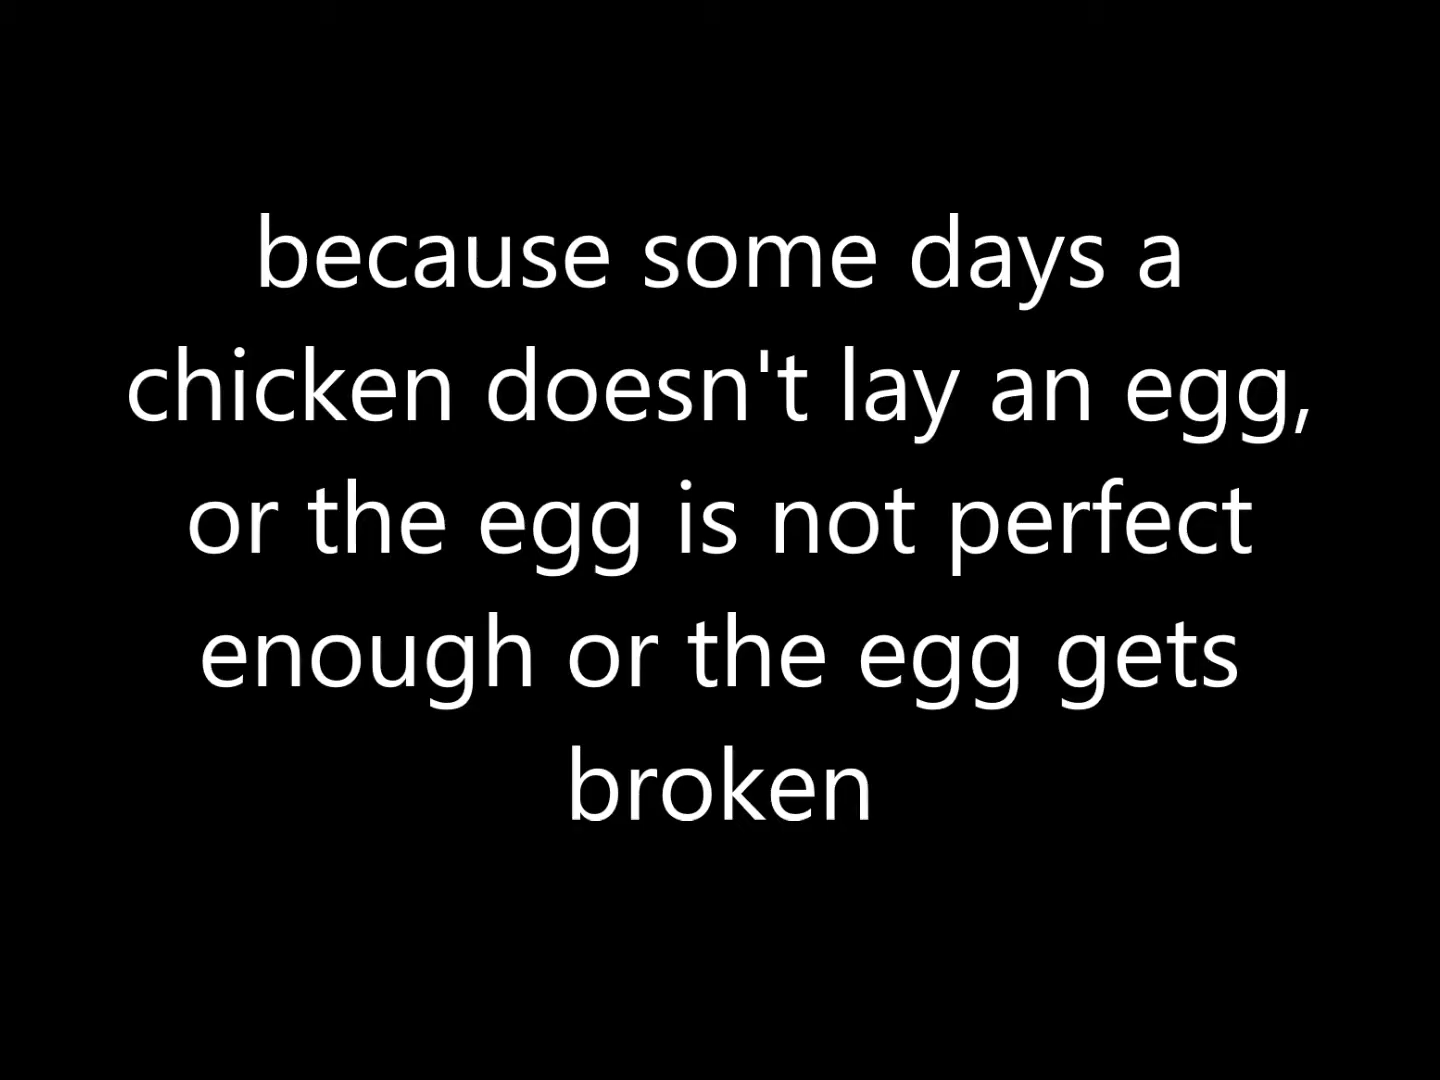 because some days a
chicken doesn't lay an egg,
or the egg is not perfect
enough or the egg gets
broken